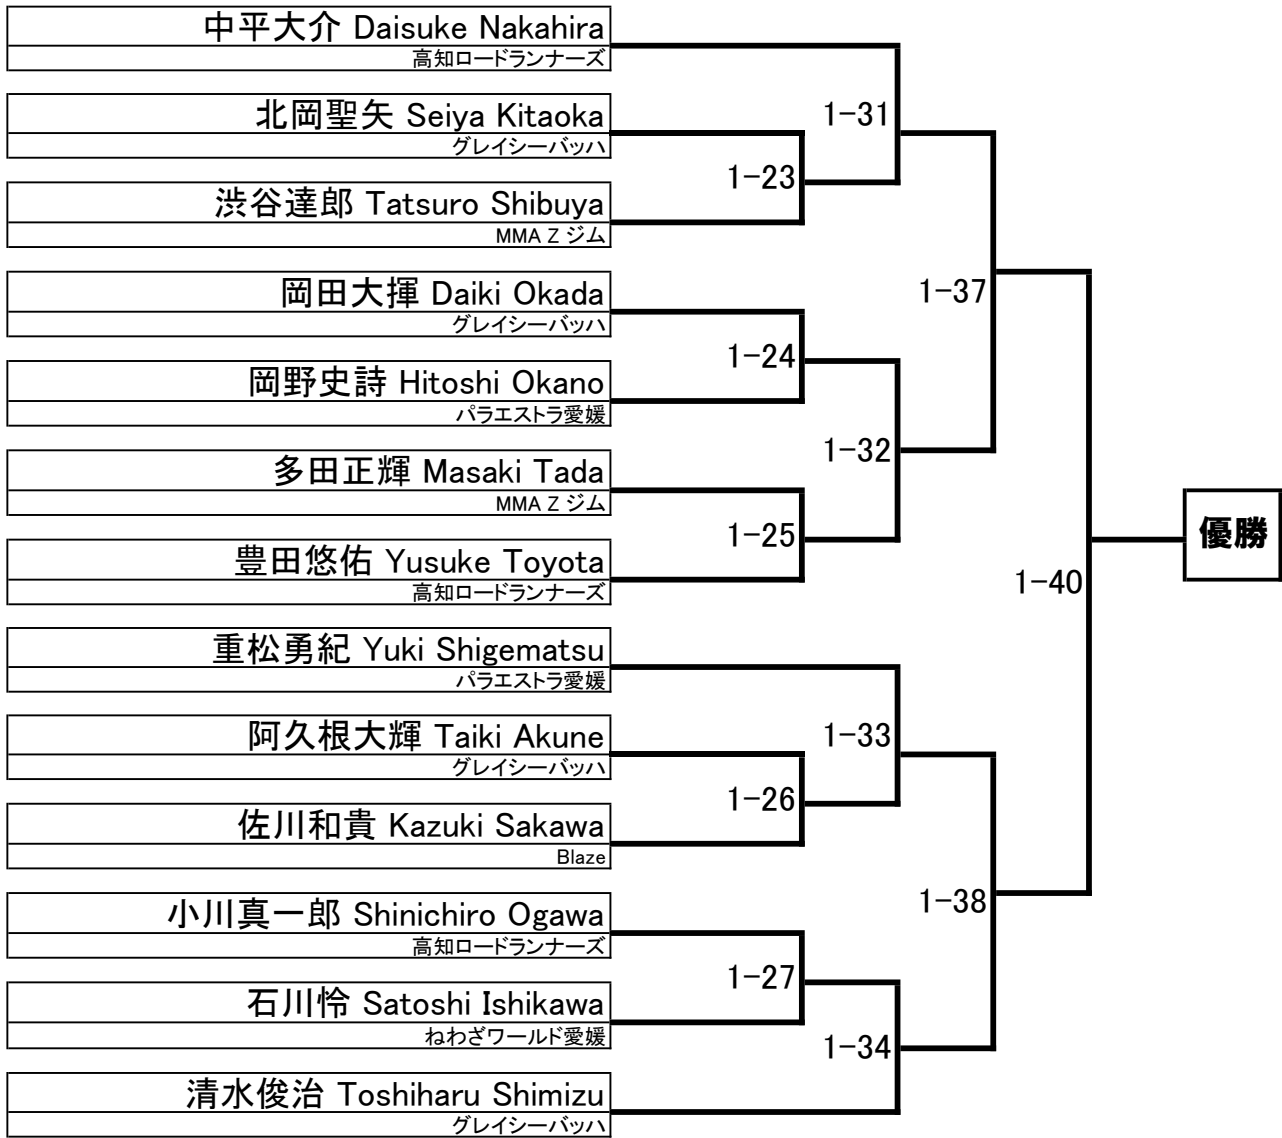 中平大介 Daisuke Nakahira
高知ロードランナーズ
北岡聖矢 Seiya Kitaoka
グレイシーバッハ
渋谷達郎 Tatsuro Shibuya
MMA Z ジム
岡田大揮 Daiki Okada
グレイシーバッハ
岡野史詩 Hitoshi Okano
パラエストラ愛媛
多田正輝 Masaki Tada
MMA Z ジム
豊田悠佑 Yusuke Toyota
高知ロードランナーズ
重松勇紀 Yuki Shigematsu
パラエストラ愛媛
阿久根大輝 Taiki Akune
グレイシーバッハ
佐川和貴 Kazuki Sakawa
Blaze
小川真一郎 Shinichiro Ogawa
高知ロードランナーズ
石川怜 Satoshi Ishikawa
ねわざワールド愛媛
清水俊治 Toshiharu Shimizu
グレイシーバッハ
1-23
1-24
1-25
1-26
1-27
1-31
1-32
1-33
1-34
1-37
1-38
1-40
優勝